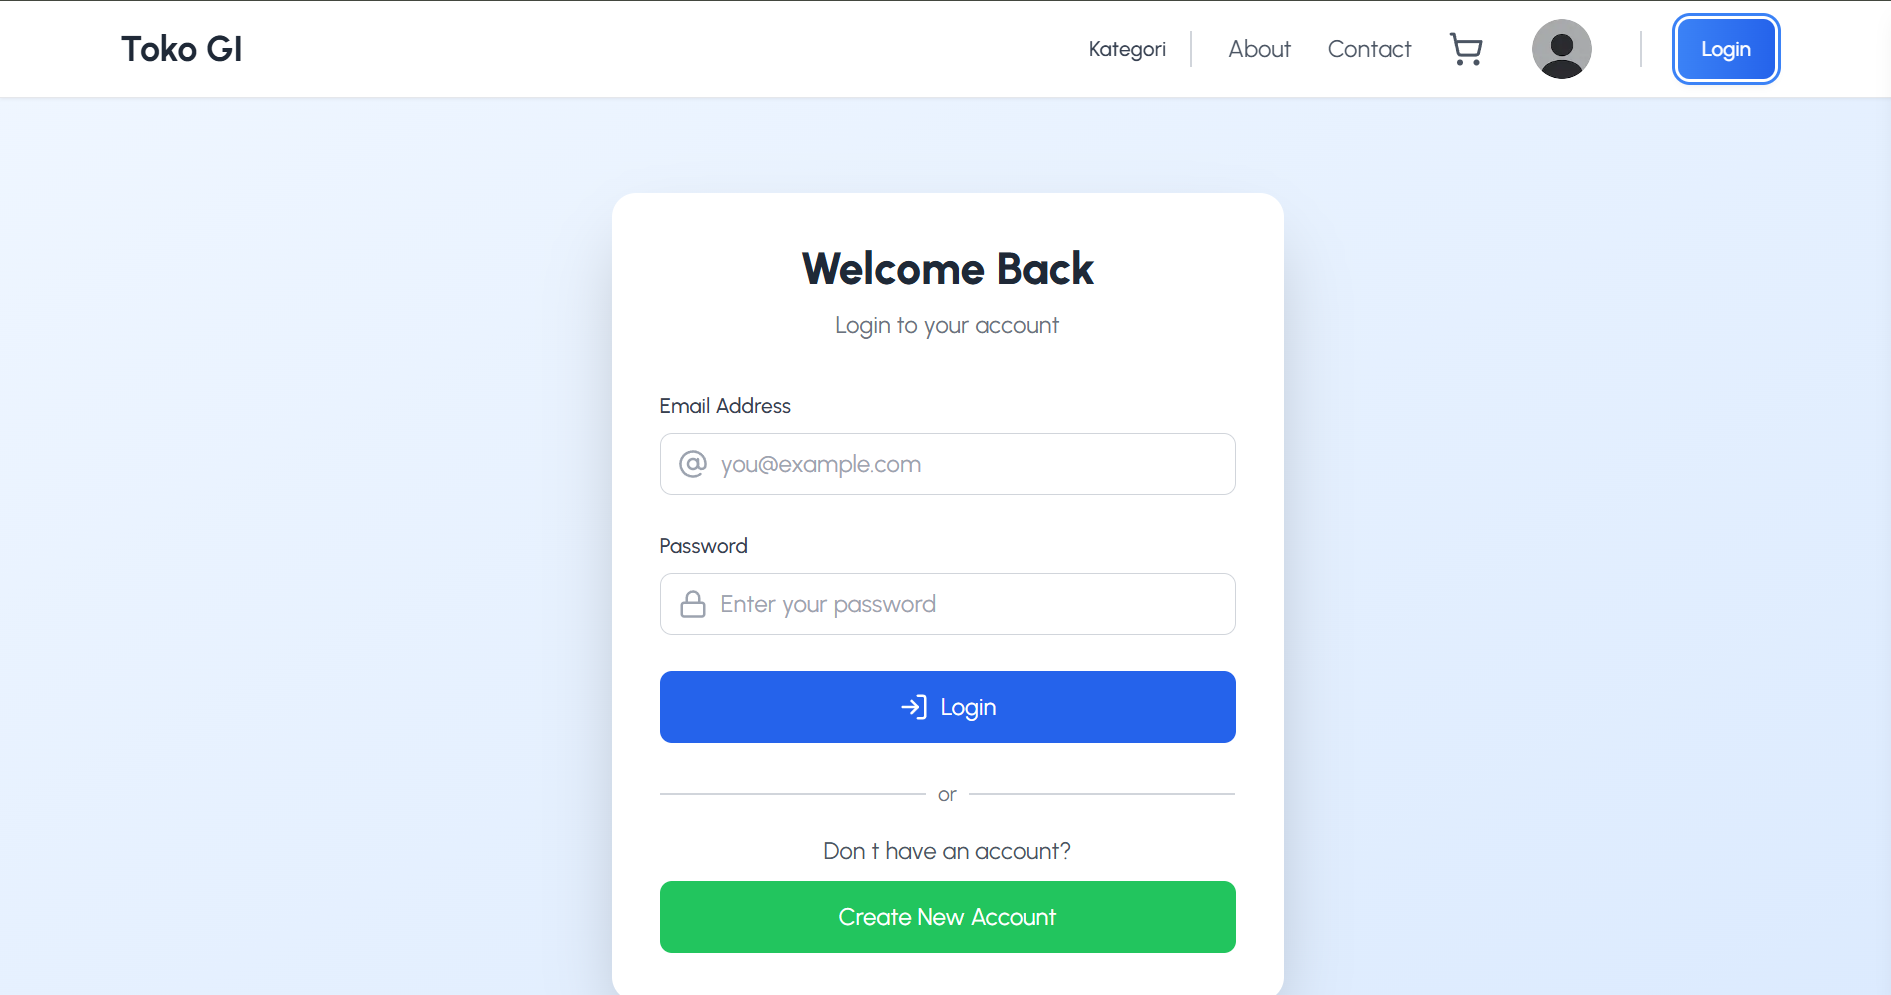 Toko GI
Kategori
About
Contact
Login
Welcome Back
Login to your account
Email Address
you@example.com
Password
Enter your password
Login
or
Don t have an account?
Create New Account